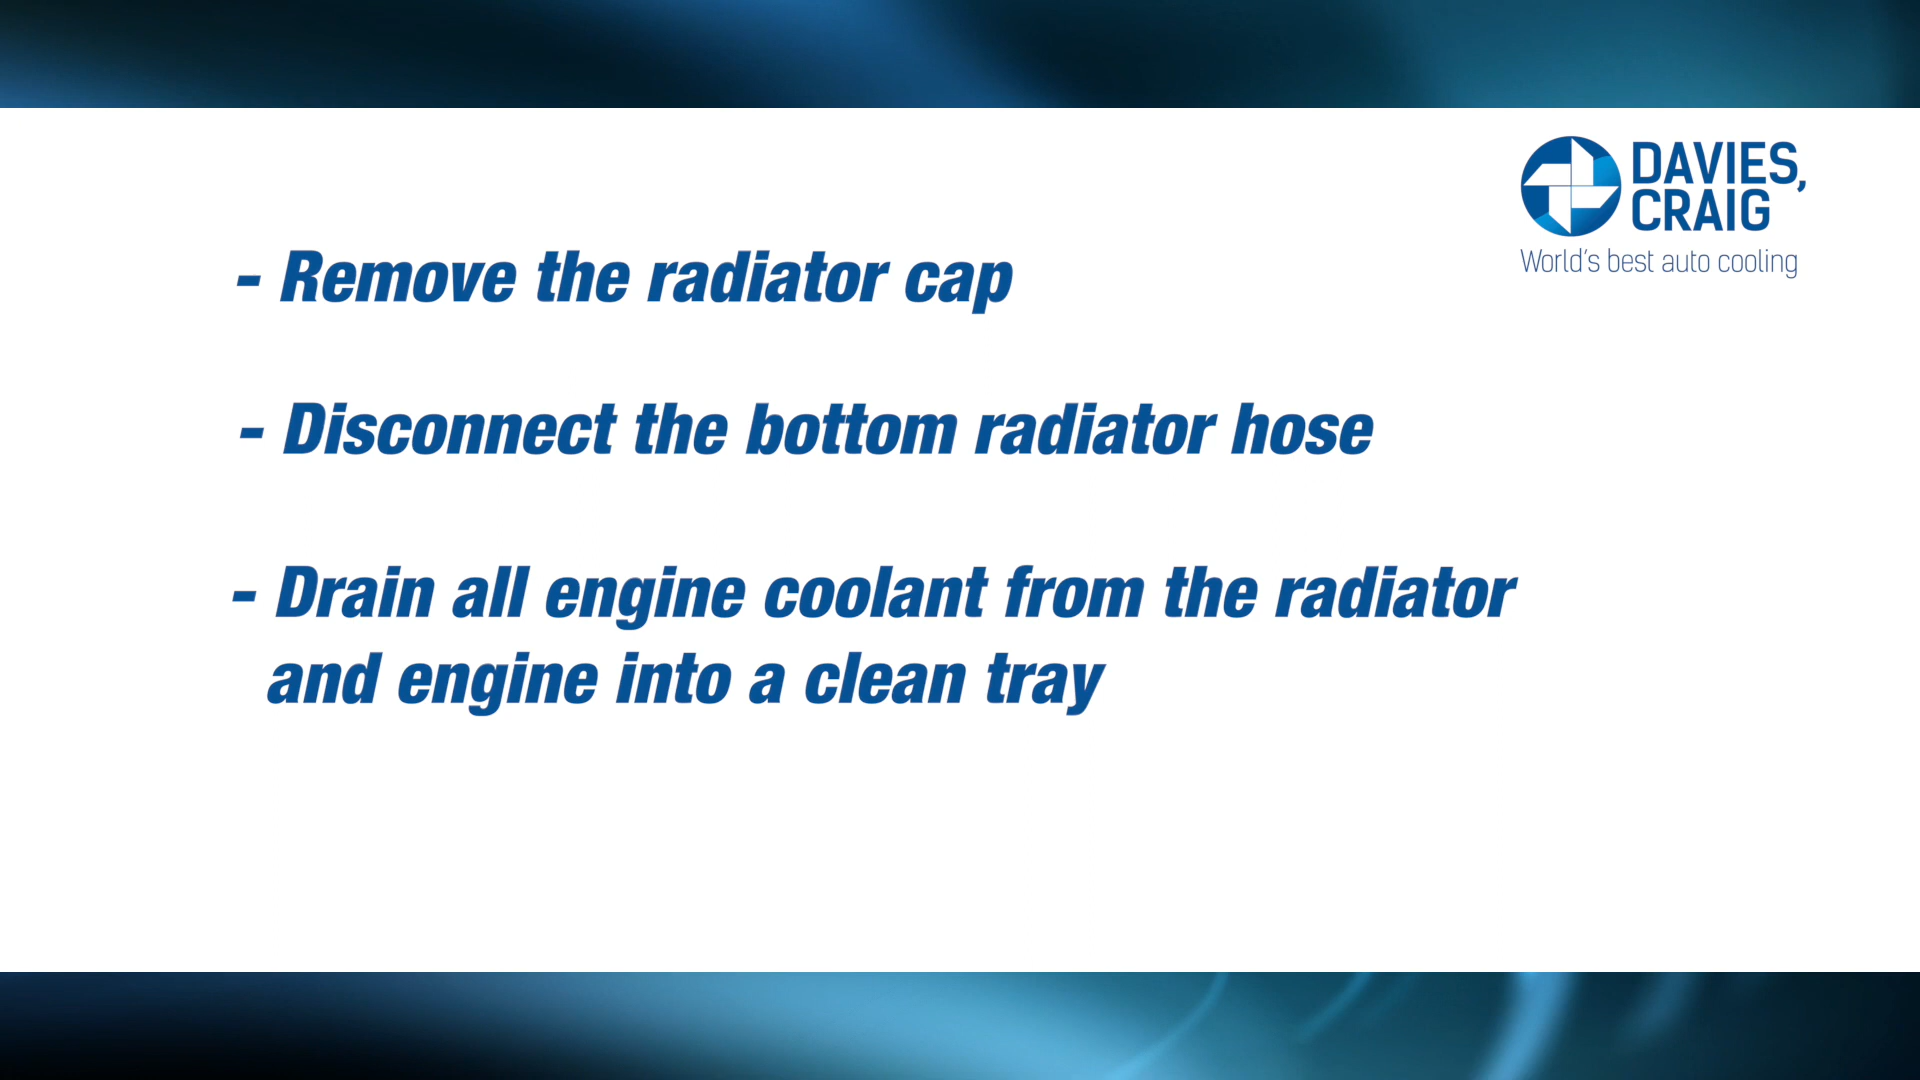 DAVIES,
CRAIG
World's best auto cooling
- Remove the radiator cap
- Disconnect the bottom radiator hose
- Drain all engine coolant from the radiator
and engine into a clean tray